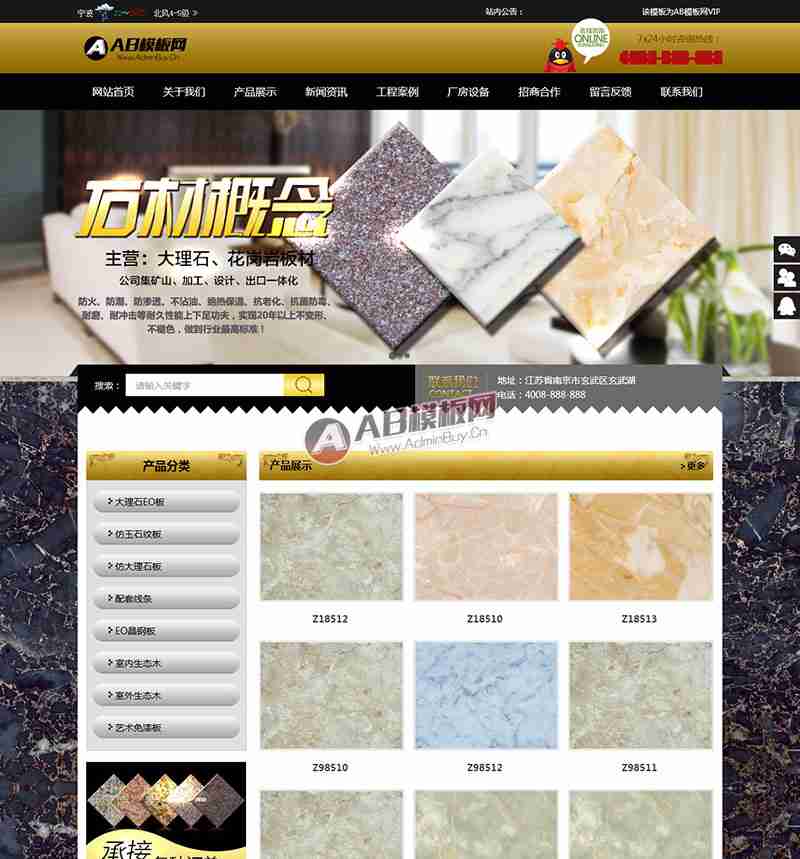 宁波
北风4-5级
站内公告：
该模板为AB模板网VIP
AB模板网
Www.AdminBuy.Cn
在线咨询
ONLINE
7x24小时咨询热线：
网站首页 关于我们 产品展示 新闻资讯 工程案例 厂房设备 招商合作 留言反馈 联系我们
石材概念
主营：大理石、花岗岩板材
公司集矿山、加工、设计、出口一体化
防火、防潮、防渗透、不沾油、绝热保温、抗老化、抗菌防毒、
耐磨、耐冲击等耐久性能上下足功夫，实现20年以上不变形、
不褪色，做到行业最高标准！
搜索：
请输入关键字
联系我们
CONTACT
地址：江苏省南京市玄武区玄武湖
电话：4008-888-888
AB模板网
Www.AdminBuy.Cn
产品分类
大理石EO板
仿玉石纹板
仿大理石板
配套线条
EO晶钢板
室内生态木
室外生态木
艺术免漆板
产品展示
>更多
Z18512 Z18510 Z18513
Z98510 Z98512 Z98511
承接